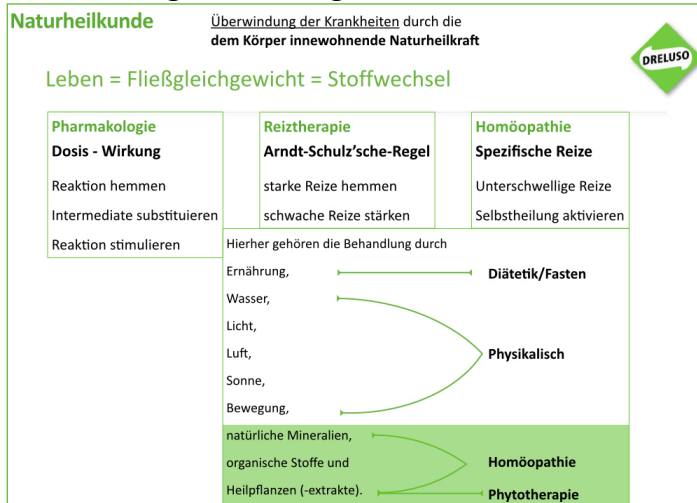 Naturheilkunde
Überwindung der Krankheiten durch die
dem Körper innewohnende Naturheilkraft
DRELUSO
Leben = Fließgleichgewicht = Stoffwechsel
Pharmakologie
Dosis - Wirkung
Reaktion hemmen
Intermediate substituieren
Reaktion stimulieren
Reiztherapie
Arndt-Schulz'sche-Regel
starke Reize hemmen
schwache Reize stärken
Homöopathie
Spezifische Reize
Unterschwellige Reize
Selbstheilung aktivieren
Hierher gehören die Behandlung durch
Ernährung,
Diätetik/Fasten
Wasser,
Licht,
Luft,
Physikalisch
Sonne,
Bewegung,
natürliche Mineralien,
organische Stoffe und
Homöopathie
Heilpflanzen (-extrakte).
Phytotherapie